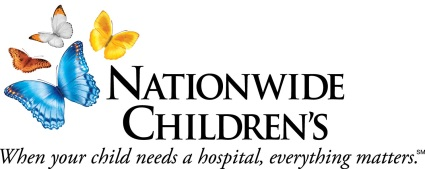 NATIONWIDE
CHILDREN'S
When your child needs a hospital, everything matters.℠